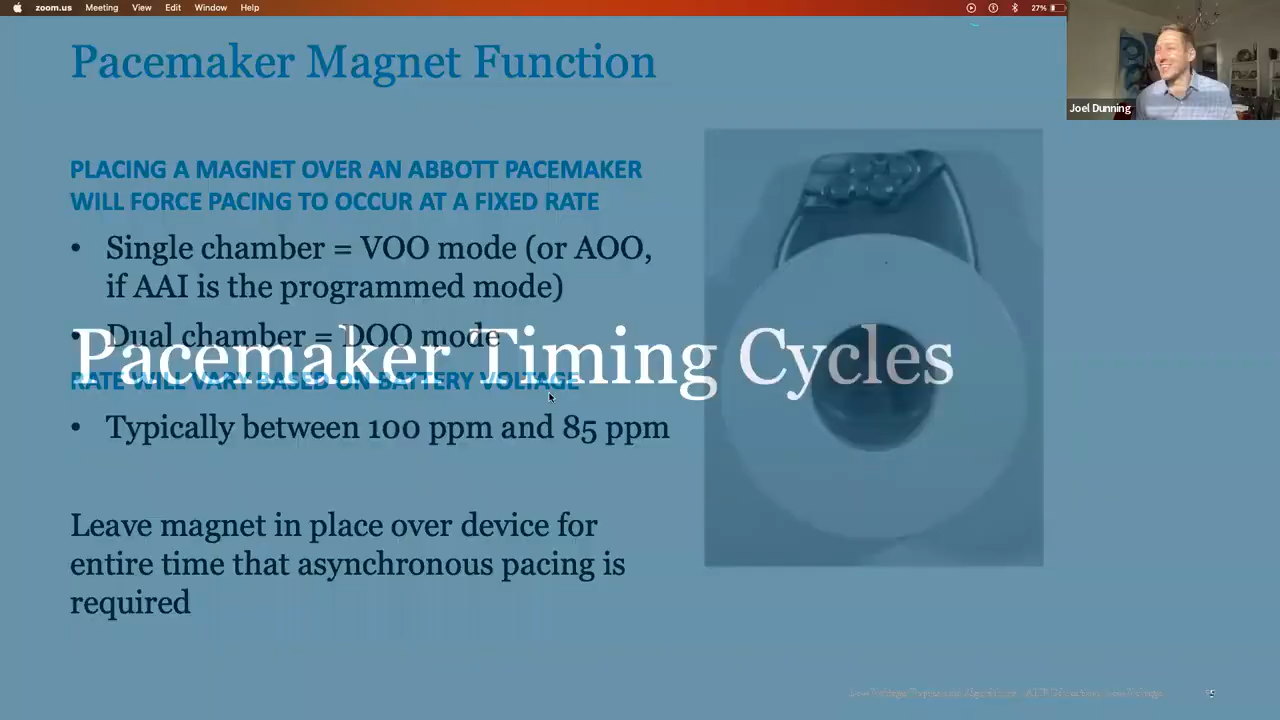 zoom.us Meeting View Edit Window Help 27%
Joel Dunning
Pacemaker Magnet Function
PLACING A MAGNET OVER AN ABBOTT PACEMAKER
WILL FORCE PACING TO OCCUR AT A FIXED RATE
• Single chamber = VOO mode (or AOO,
if AAI is the programmed mode)
• Dual chamber = DOO mode
Pacemaker Timing Cycles
RATE WILL VARY BASED ON BATTERY VOLTAGE
• Typically between 100 ppm and 85 ppm
Leave magnet in place over device for
entire time that asynchronous pacing is
required